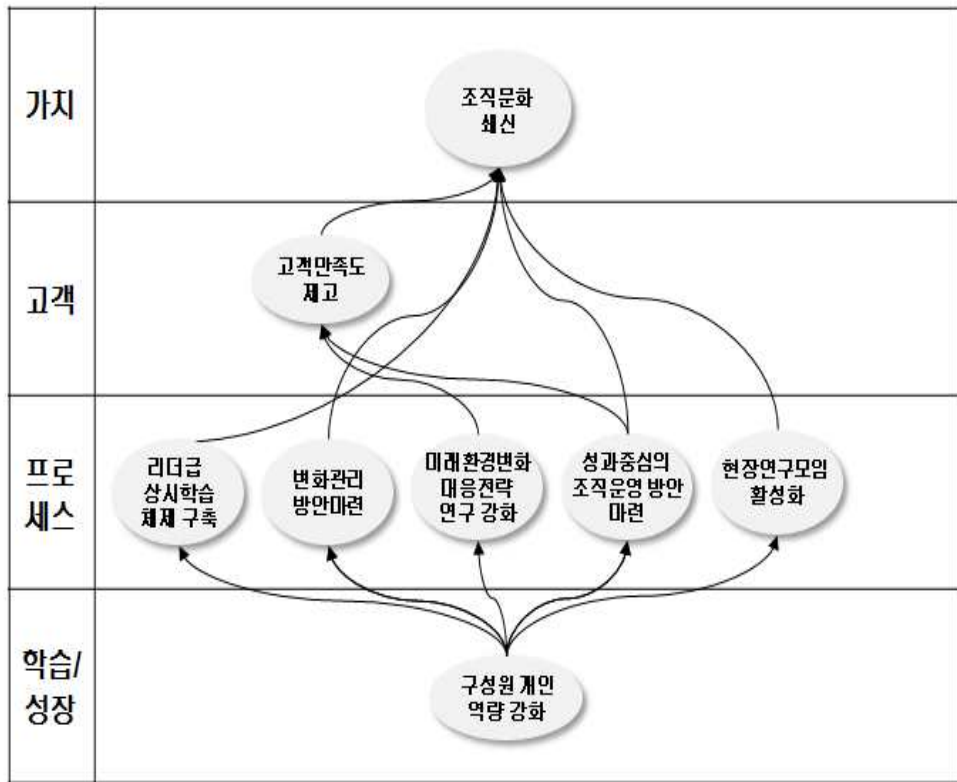 가치
조직문화
쇄신
고객
고객만족도
제고
프로
세스
리더급
상시학습
체제 구축
변화관리
방안마련
미래환경변화
대응전략
연구 강화
성과중심의
조직운영 방안
마련
현장연구모임
활성화
학습/
성장
구성원 개인
역량 강화